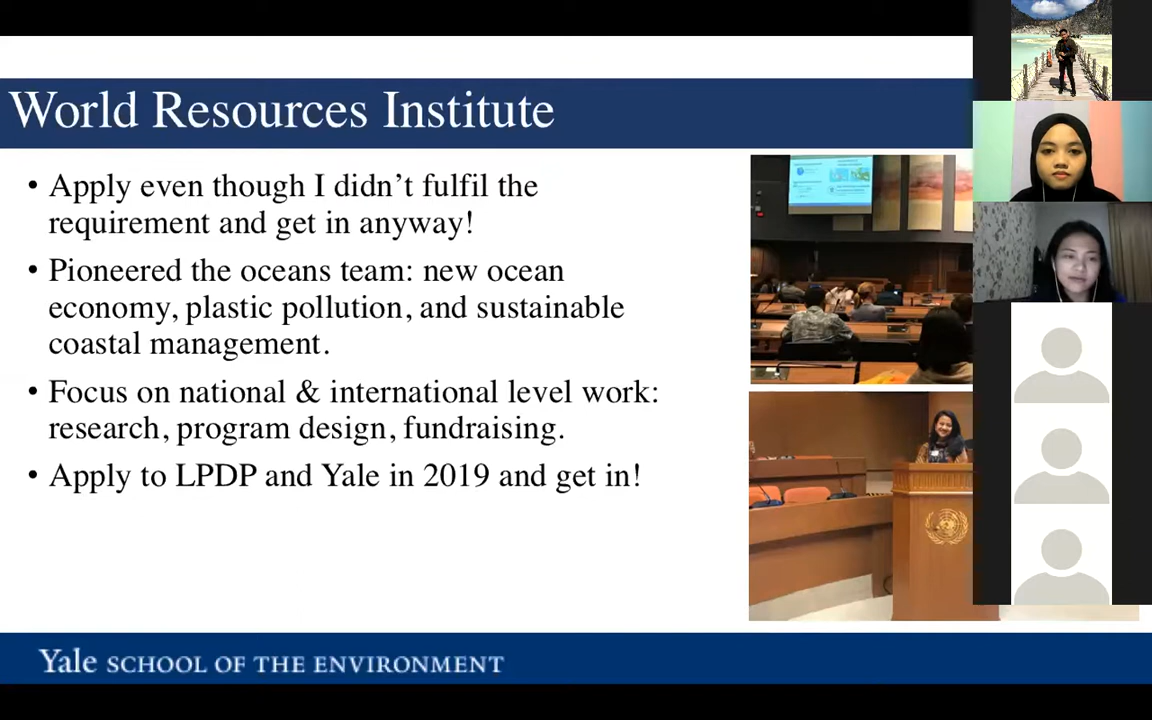 World Resources Institute
• Apply even though I didn’t fulfil the
requirement and get in anyway!
• Pioneered the oceans team: new ocean
economy, plastic pollution, and sustainable
coastal management.
• Focus on national & international level work:
research, program design, fundraising.
• Apply to LPDP and Yale in 2019 and get in!
Yale SCHOOL OF THE ENVIRONMENT